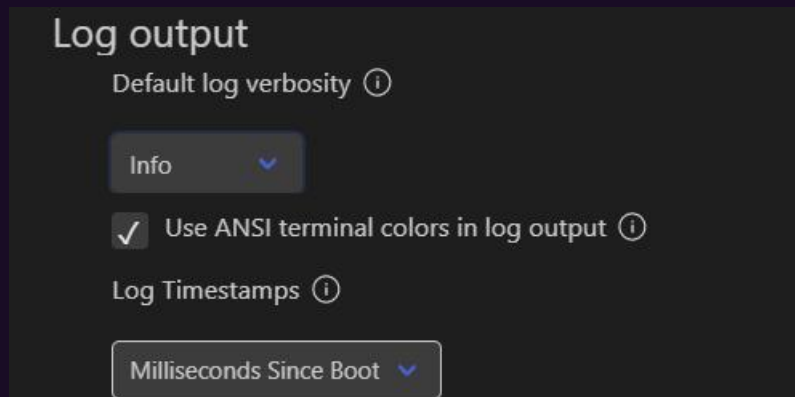 Log output
Default log verbosity
Info
Use ANSI terminal colors in log output
Log Timestamps
Milliseconds Since Boot